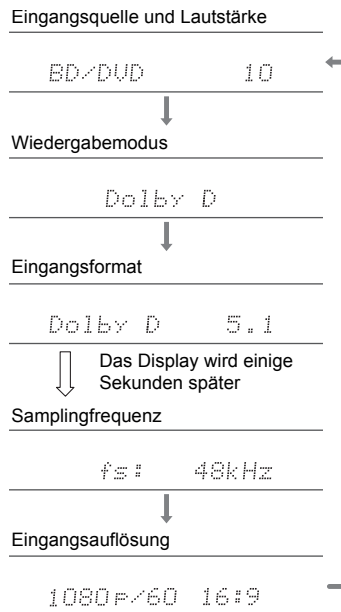 Eingangsquelle und Lautstärke
BD/DVD 10
Wiedergabemodus
Dolby D
Eingangsformat
Dolby D 5.1
Das Display wird einige
Sekunden später
Samplingfrequenz
fs: 48kHz
Eingangsauflösung
1080p/60 16:9